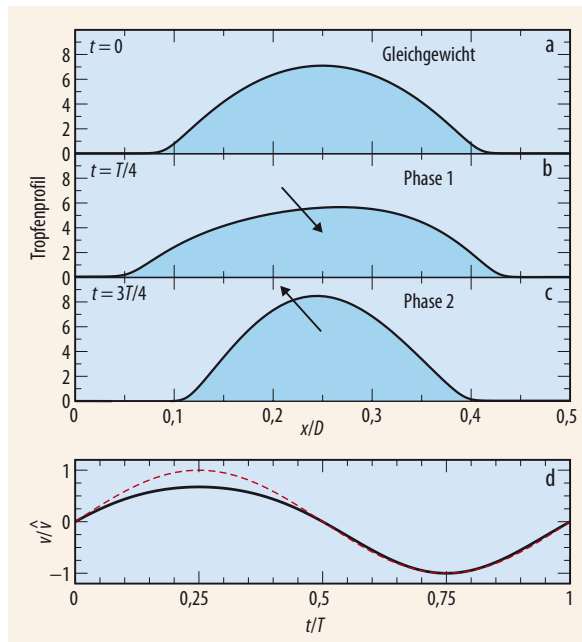 t = 0
Gleichgewicht
a
8
6
4
2
0
t = T/4
Phase 1
b
8
6
4
2
0
Tropfenprofil
t = 3T/4
Phase 2
c
8
6
4
2
0
0 0,1 0,2 0,3 0,4 0,5
x/D
d
1
0
−1
v/v̂
0 0,25 0,5 0,75 1
t/T